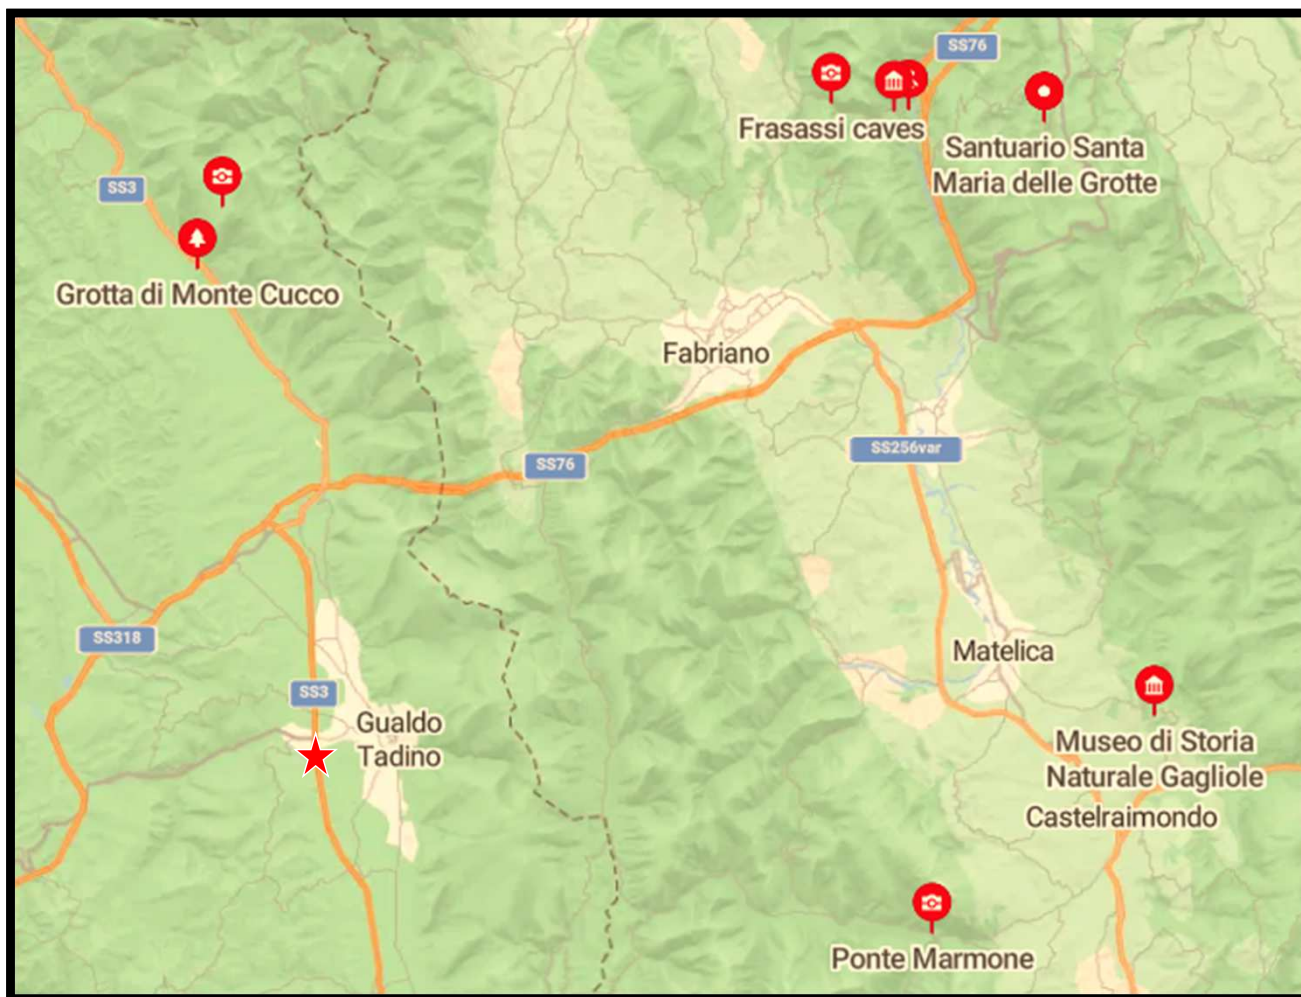 SS76
Frasassi caves
Santuario Santa
Maria delle Grotte
SS3
Grotta di Monte Cucco
Fabriano
SS76
SS256var
SS318
Matelica
SS3
Gualdo
Tadino
Museo di Storia
Naturale Gagliole
Castelraimondo
Ponte Marmone